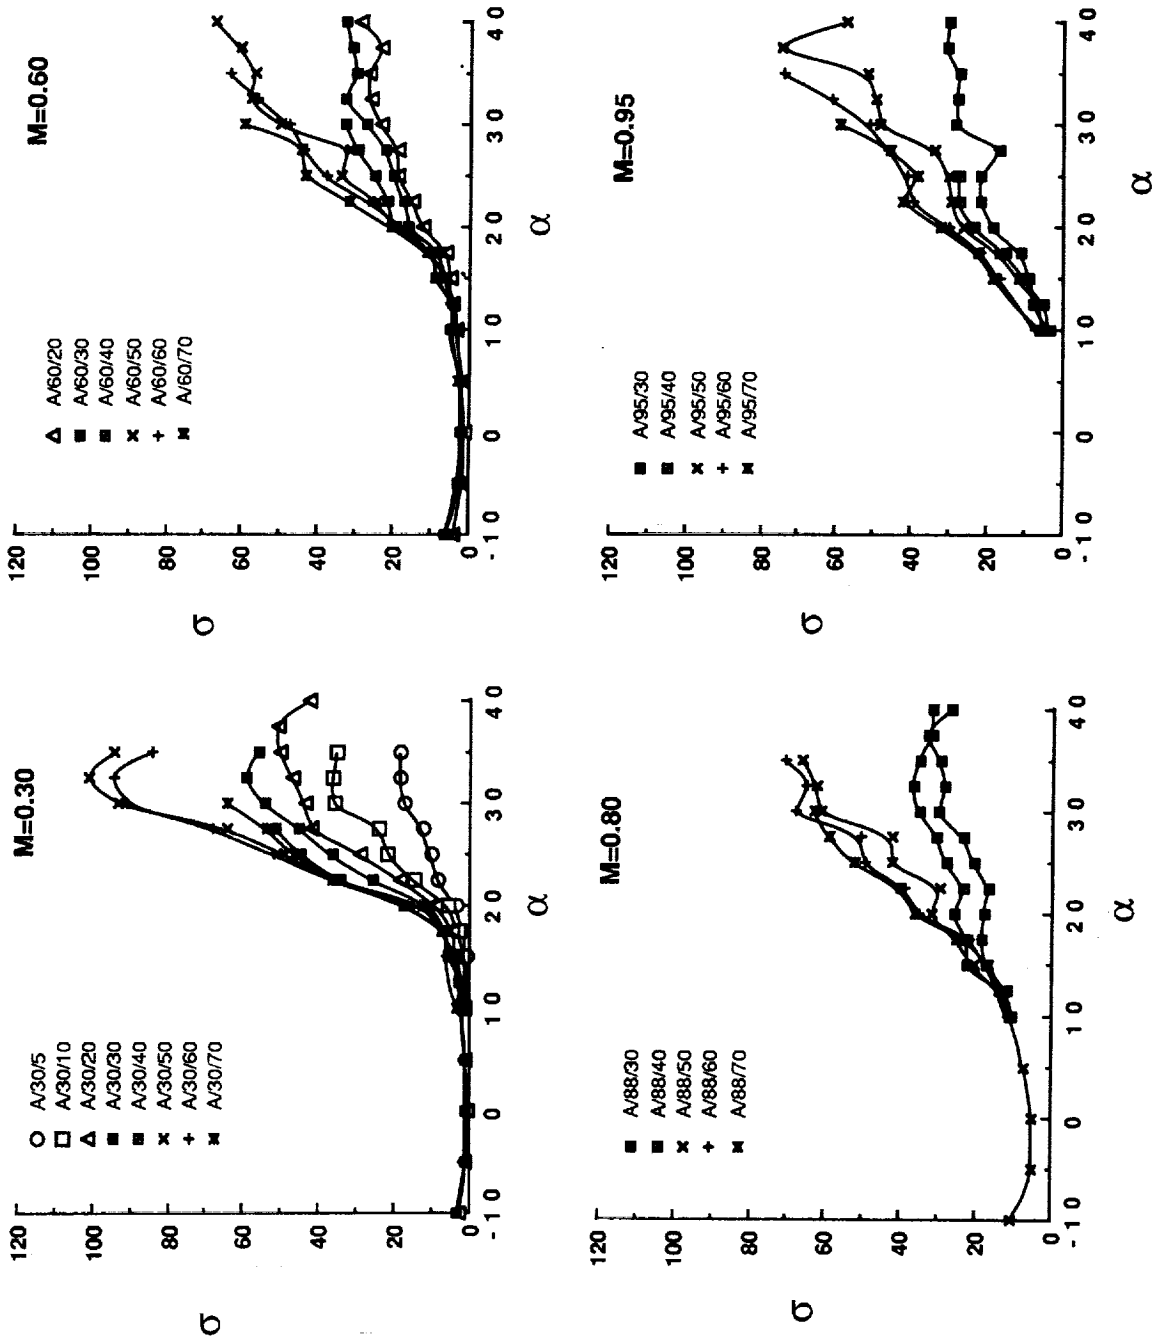 M=0.30
O A/30/5
□ A/30/10
△ A/30/20
■ A/30/30
■ A/30/40
× A/30/50
+ A/30/60
A/30/70
σ
120
100
80
60
40
20
0
-10 0 10 20 30 40
α
M=0.60
△ A/60/20
■ A/60/30
■ A/60/40
× A/60/50
+ A/60/60
A/60/70
σ
120
100
80
60
40
20
0
-10 0 10 20 30 40
α
M=0.80
■ A/88/30
■ A/88/40
× A/88/50
+ A/88/60
A/88/70
σ
120
100
80
60
40
20
0
-10 0 10 20 30 40
α
M=0.95
■ A/95/30
■ A/95/40
× A/95/50
+ A/95/60
A/95/70
σ
120
100
80
60
40
20
0
-10 0 10 20 30 40
α